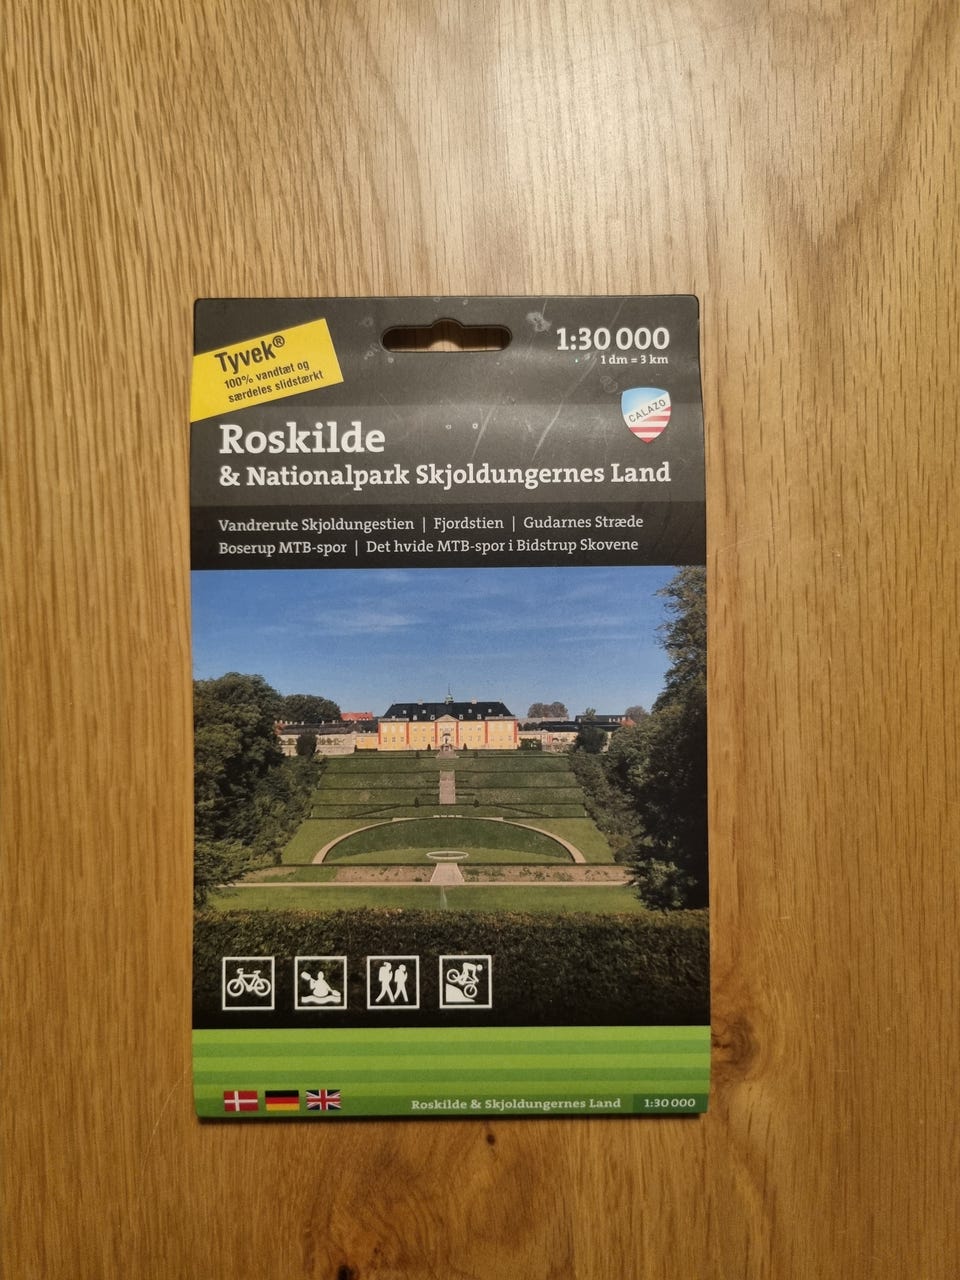 Tyvek®
100% vandtæt og
særdeles slidstærkt
1:30 000
1 dm = 3 km
CALAZO
Roskilde
& Nationalpark Skjoldungernes Land
Vandrerute Skjoldungestien | Fjordstien | Gudarnes Stræde
Boserup MTB-spor | Det hvide MTB-spor i Bidstrup Skovene
Roskilde & Skjoldungernes Land 1:30 000